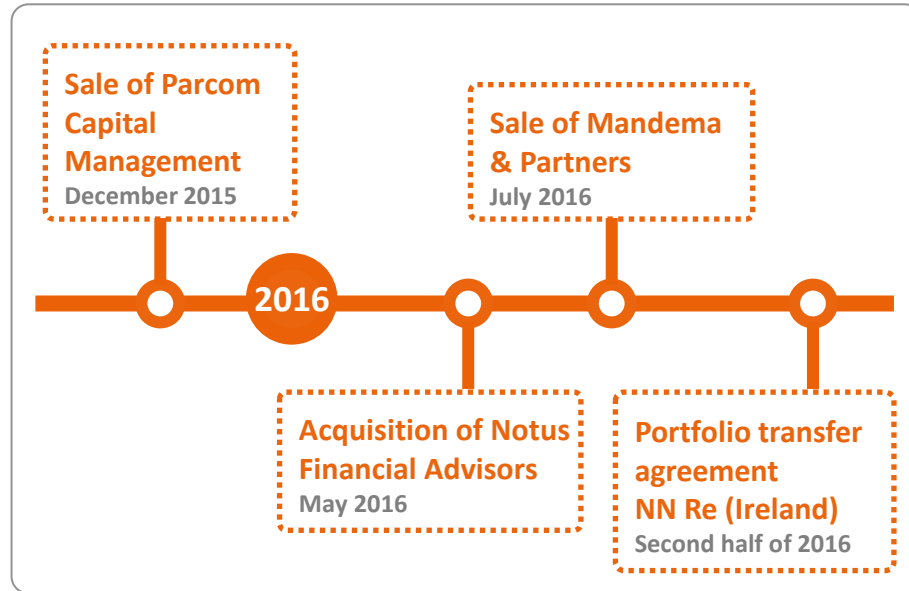 Sale of Parcom
Capital
Management
December 2015
Sale of Mandema
& Partners
July 2016
2016
Acquisition of Notus
Financial Advisors
May 2016
Portfolio transfer
agreement
NN Re (Ireland)
Second half of 2016